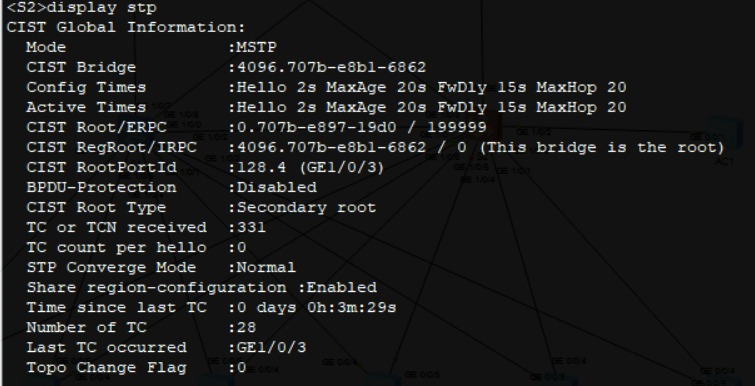 <S2>display stp
CIST Global Information:
Mode :MSTP
CIST Bridge :4096.707b-e8b1-6862
Config Times :Hello 2s MaxAge 20s FwDly 15s MaxHop 20
Active Times :Hello 2s MaxAge 20s FwDly 15s MaxHop 20
CIST Root/ERPC :0.707b-e897-19d0 / 199999
CIST RegRoot/IRPC :4096.707b-e8b1-6862 / 0 (This bridge is the root)
CIST RootPortId :128.4 (GE1/0/3)
BPDU-Protection :Disabled
CIST Root Type :Secondary root
TC or TCN received :331
TC count per hello :0
STP Converge Mode :Normal
Share region-configuration :Enabled
Time since last TC :0 days 0h:3m:29s
Number of TC :28
Last TC occurred :GE1/0/3
Topo Change Flag :0
AC1